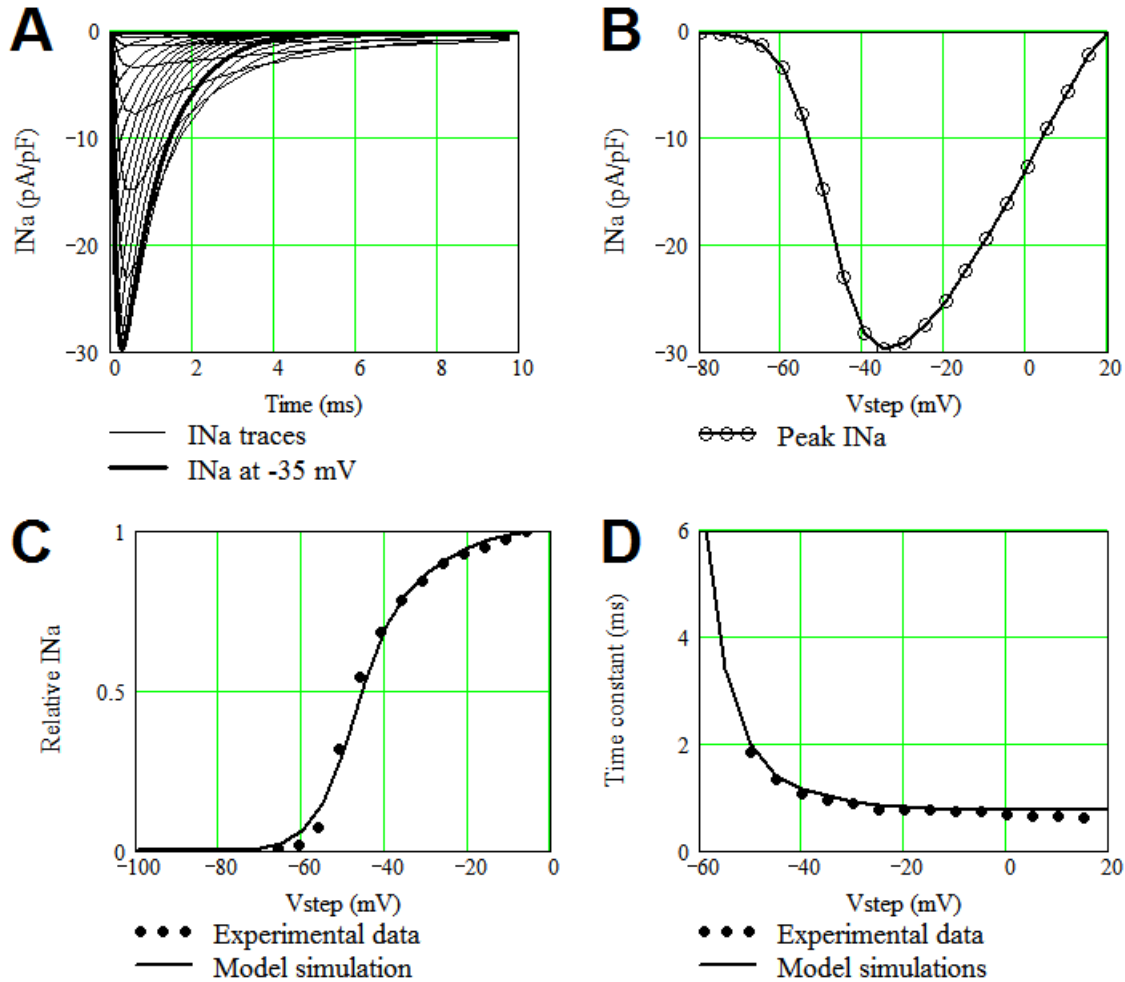 A
INa (pA/pF)
0
−10
−20
−30
0 2 4 6 8 10
Time (ms)
INa traces
INa at -35 mV
B
INa (pA/pF)
0
−10
−20
−30
−80 −60 −40 −20 0 20
Vstep (mV)
Peak INa
C
Relative INa
1
0.5
0
−100 −80 −60 −40 −20 0
Vstep (mV)
Experimental data
Model simulation
D
Time constant (ms)
6
4
2
0
−60 −40 −20 0 20
Vstep (mV)
Experimental data
Model simulations